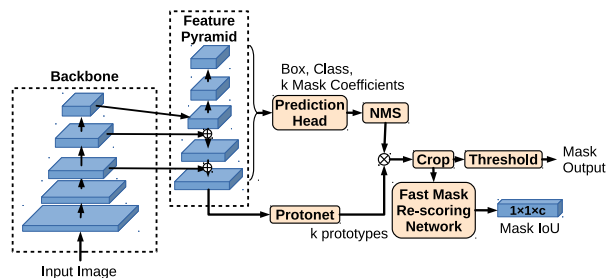 Feature
Pyramid
Backbone
Box, Class,
k Mask Coefficients
Prediction
Head
NMS
Crop
Threshold
Mask
Output
Fast Mask
Re-scoring
Network
1×1×c
Mask IoU
Protonet
k prototypes
Input Image